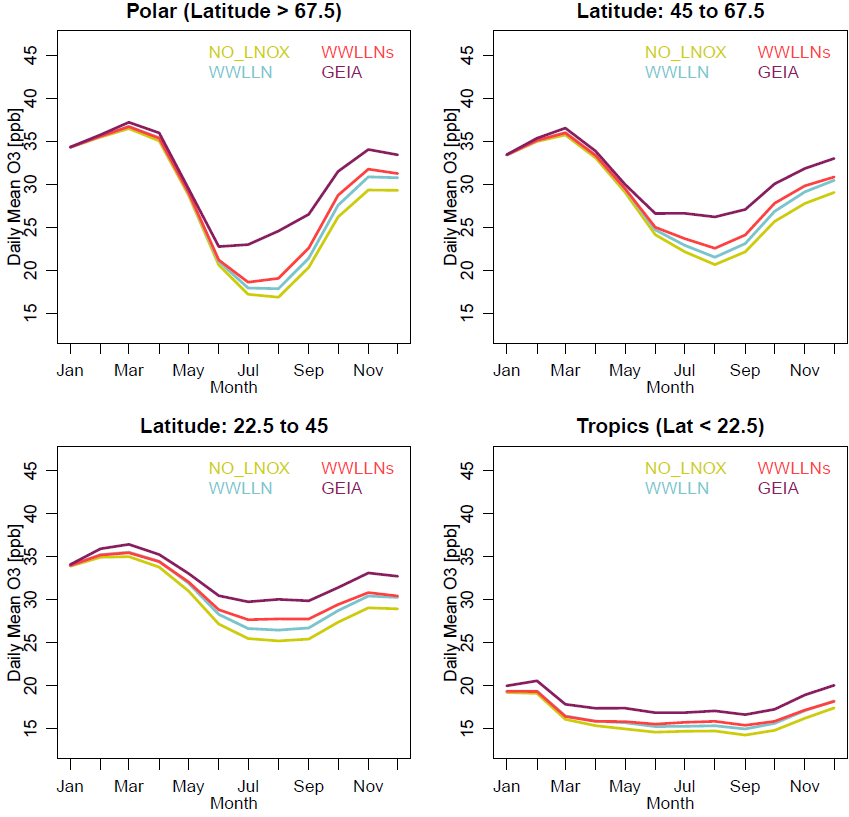 Polar (Latitude > 67.5)
NO_LNOX WWLLNs
WWLLN GEIA
Daily Mean O3 [ppb]
45
40
35
30
25
20
15
Jan Mar May Jul Sep Nov
Month
Latitude: 45 to 67.5
NO_LNOX WWLLNs
WWLLN GEIA
Daily Mean O3 [ppb]
45
40
35
30
25
20
15
Jan Mar May Jul Sep Nov
Month
Latitude: 22.5 to 45
NO_LNOX WWLLNs
WWLLN GEIA
Daily Mean O3 [ppb]
45
40
35
30
25
20
15
Jan Mar May Jul Sep Nov
Month
Tropics (Lat < 22.5)
NO_LNOX WWLLNs
WWLLN GEIA
Daily Mean O3 [ppb]
45
40
35
30
25
20
15
Jan Mar May Jul Sep Nov
Month